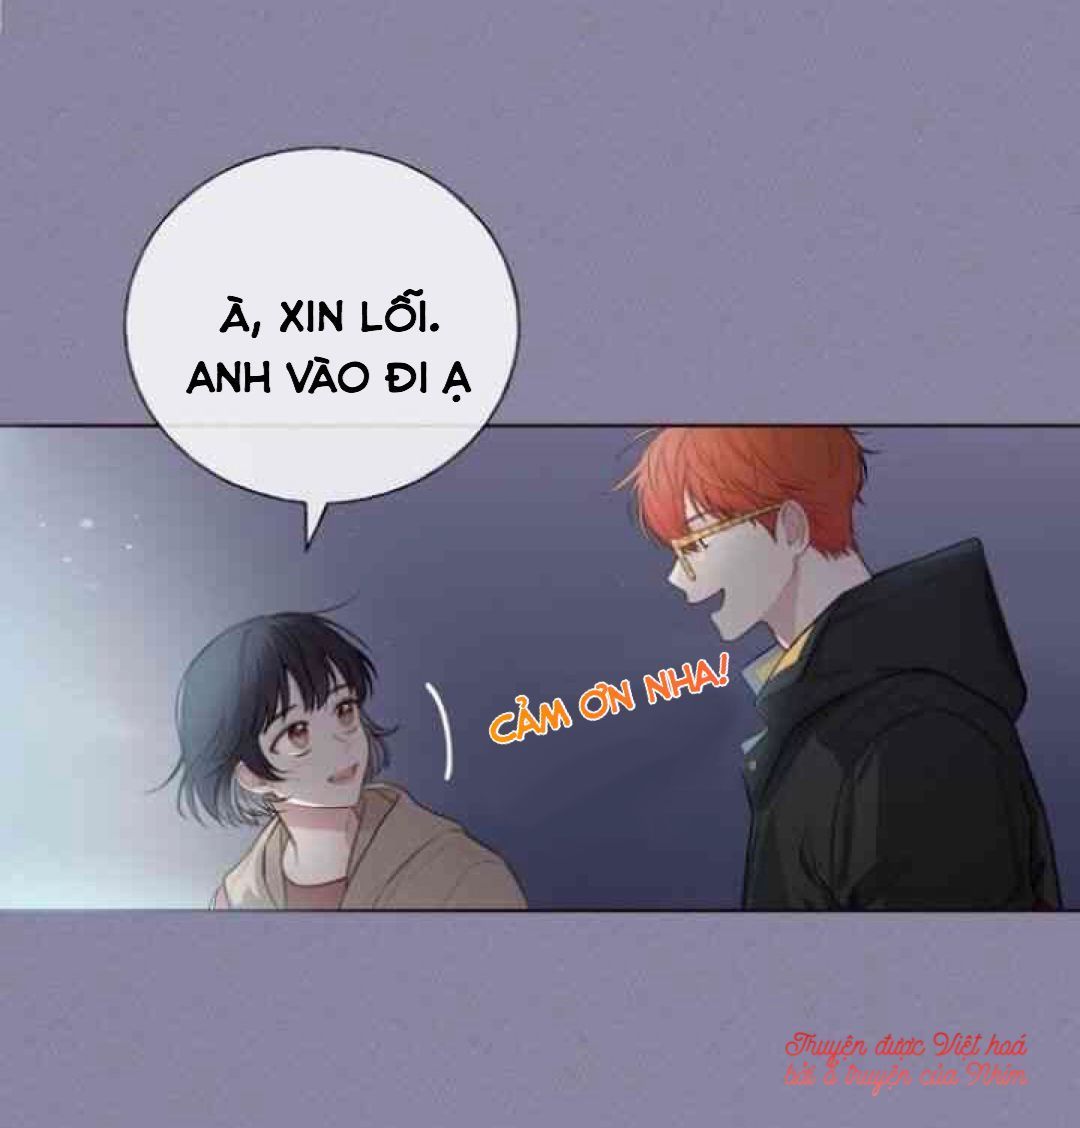 À, XIN LỖI.
ANH VÀO ĐI Ạ
CẢM ƠN NHA!
Truyện được Việt hoá
bởi ổ truyện của Nhím